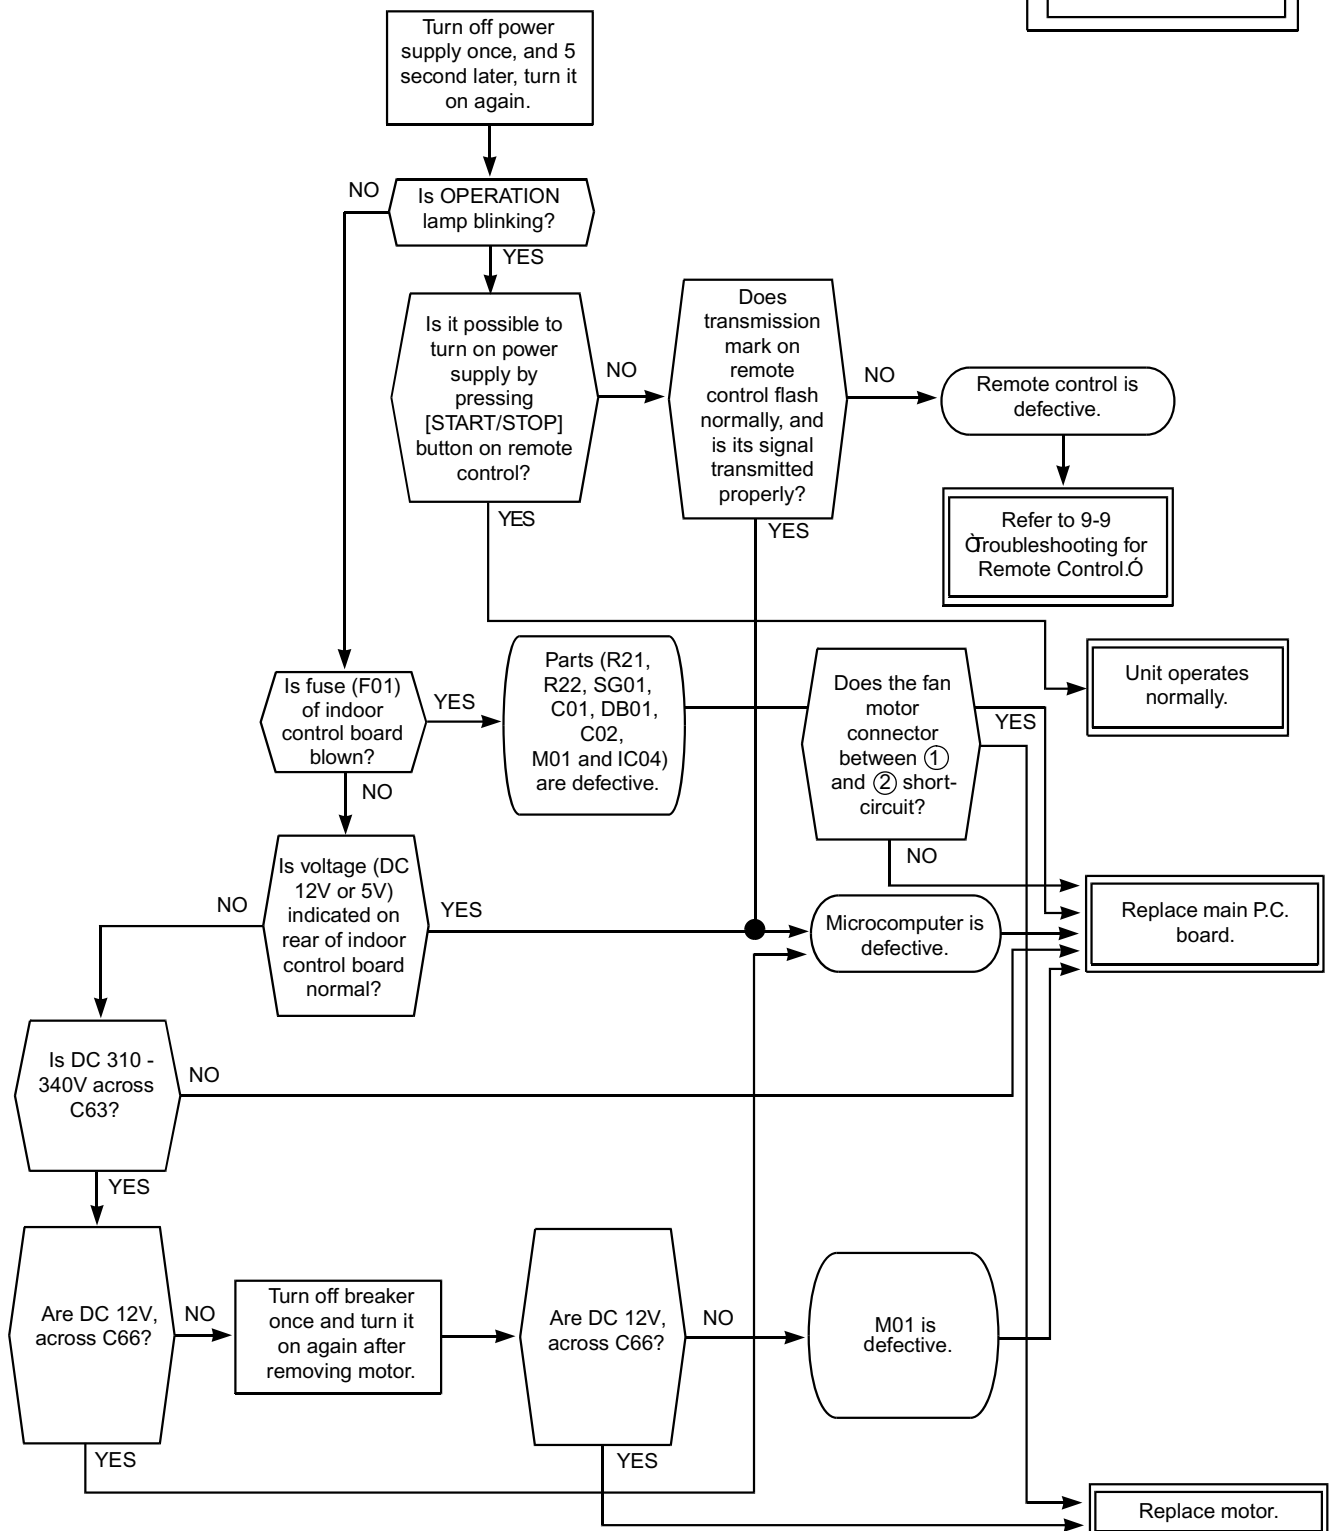 Turn off power
supply once, and 5
second later, turn it
on again.
NO
Is OPERATION
lamp blinking?
YES
Is it possible to
turn on power
supply by
pressing
[START/STOP]
button on remote
control?
NO
YES
Does
transmission
mark on
remote
control flash
normally, and
is its signal
transmitted
properly?
NO
YES
Remote control is
defective.
Refer to 9-9
ÒTroubleshooting for
Remote Control.Ó
Unit operates
normally.
Is fuse (F01)
of indoor
control board
blown?
YES
NO
Parts (R21,
R22, SG01,
C01, DB01,
C02,
M01 and IC04)
are defective.
Does the fan
motor
connector
between ①
and ② short-
circuit?
YES
NO
Is voltage (DC
12V or 5V)
indicated on
rear of indoor
control board
normal?
NO
YES
Microcomputer is
defective.
Replace main P.C.
board.
Is DC 310 -
340V across
C63?
NO
YES
Are DC 12V,
across C66?
NO
YES
Turn off breaker
once and turn it
on again after
removing motor.
Are DC 12V,
across C66?
NO
YES
M01 is
defective.
Replace motor.